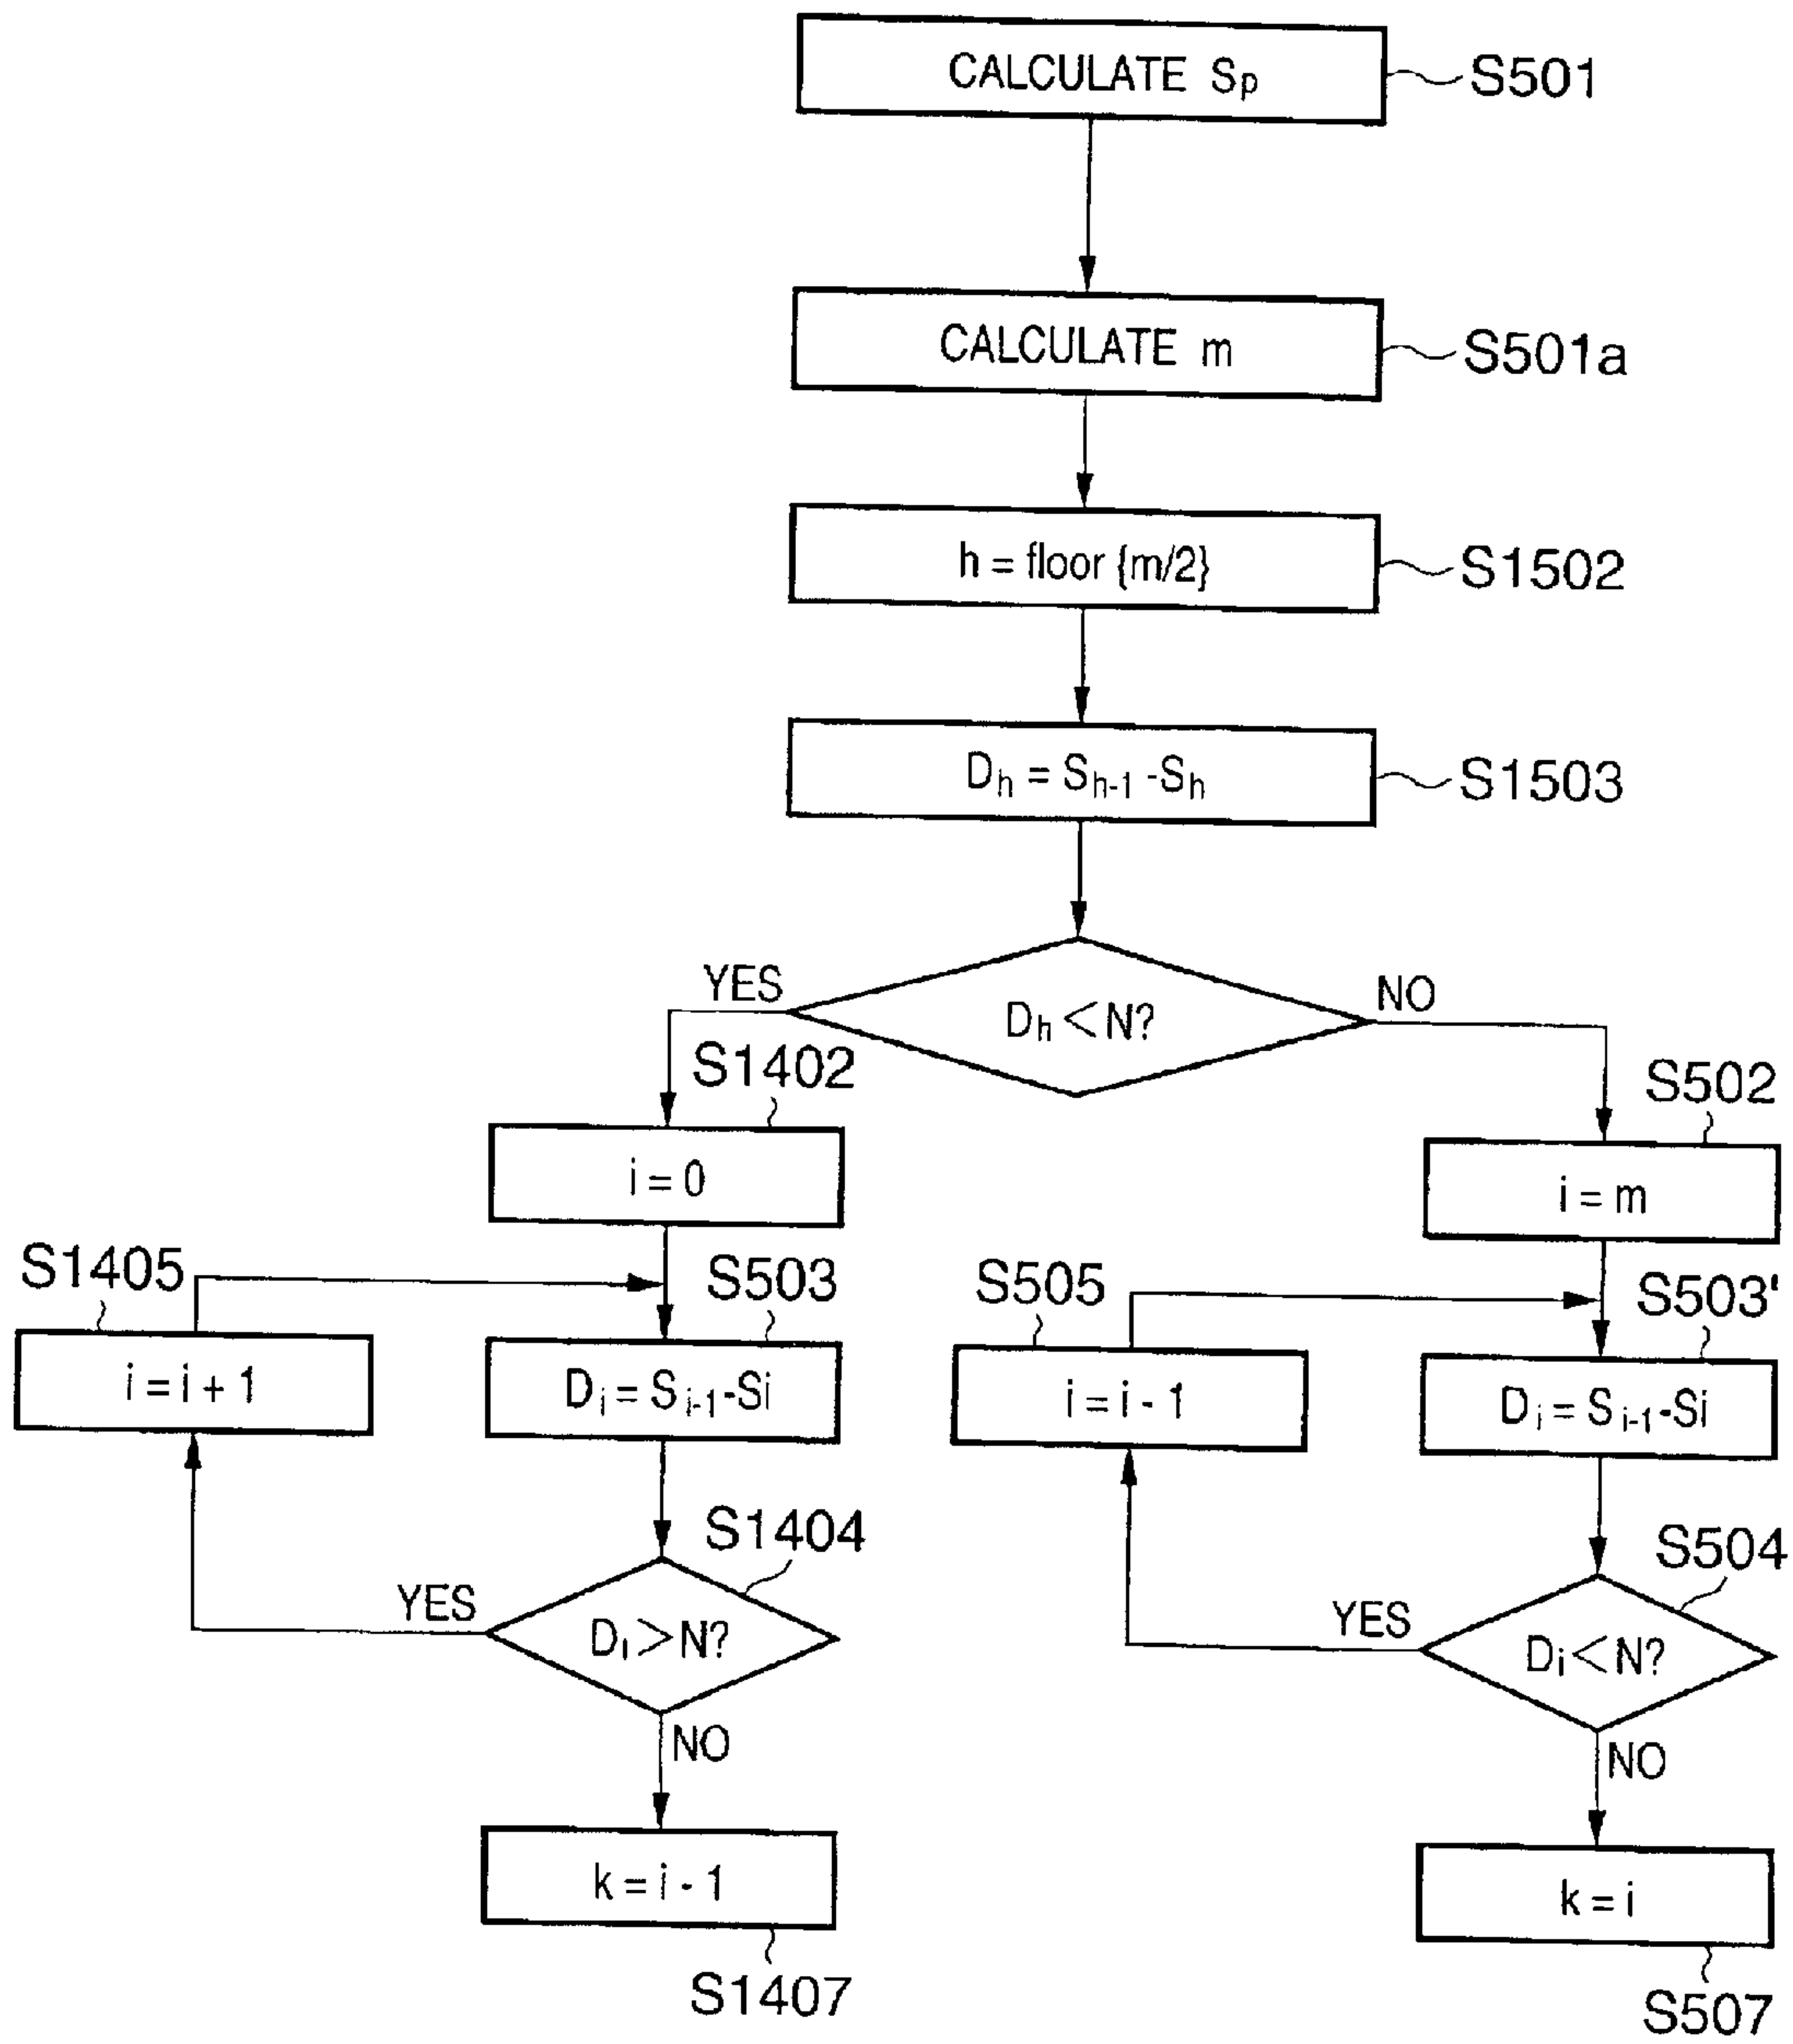 CALCULATE Sp
S501
CALCULATE m
S501a
h = floor {m/2}
S1502
Dh = Sh-1 -Sh
S1503
Dh < N?
YES
NO
S1402
i = 0
S502
i = m
S1405
i = i + 1
S503
Di = Si-1-Si
S505
i = i - 1
S503'
Di = Si-1-Si
S1404
YES
Di > N?
NO
S504
YES
Di < N?
NO
k = i - 1
S1407
k = i
S507